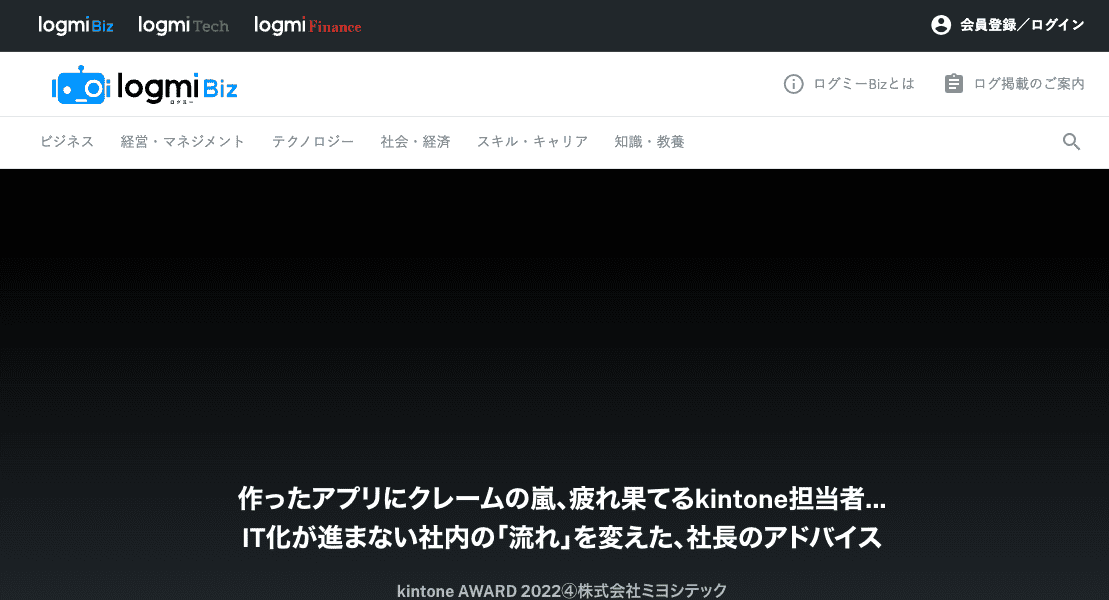 logmi Biz logmi Tech logmi Finance 会員登録／ログイン
logmi Biz
ログミー
ログミーBizとは ログ掲載のご案内
ビジネス 経営・マネジメント テクノロジー 社会・経済 スキル・キャリア 知識・教養
作ったアプリにクレームの嵐、疲れ果てるkintone担当者…
IT化が進まない社内の「流れ」を変えた、社長のアドバイス
kintone AWARD 2022④株式会社ミヨシテック